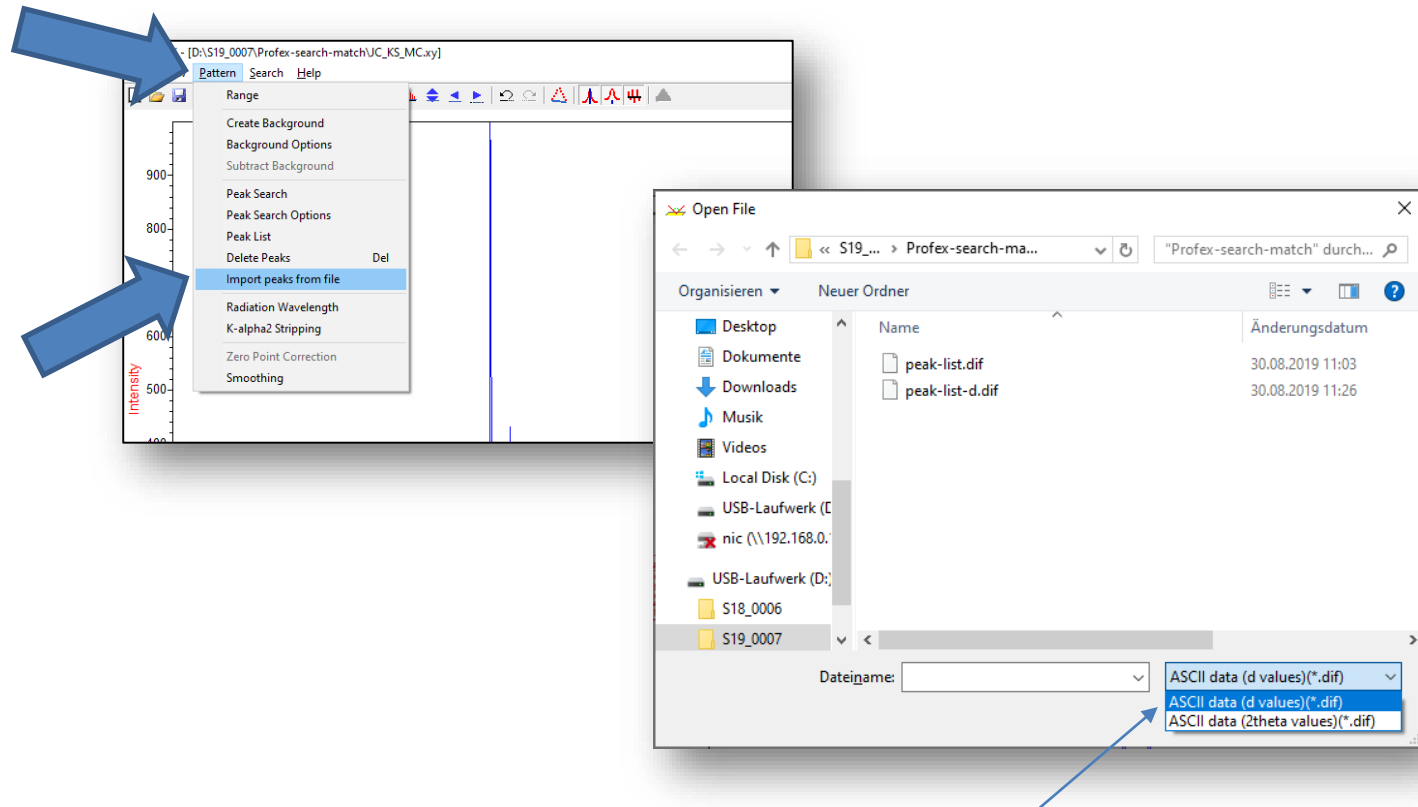 - [D:\S19_0007\Profex-search-match\JC_KS_MC.xy]
Pattern Search Help
Range
Create Background
Background Options
Subtract Background
Peak Search
Peak Search Options
Peak List
Delete Peaks Del
Import peaks from file
Radiation Wavelength
K-alpha2 Stripping
Zero Point Correction
Smoothing
900
800
600
500
400
Intensity
Open File
« S19_... › Profex-search-ma...
"Profex-search-match" durch...
Organisieren Neuer Ordner
Desktop
Dokumente
Downloads
Musik
Videos
Local Disk (C:)
USB-Laufwerk (D
nic (\\192.168.0.
USB-Laufwerk (D:)
S18_0006
S19_0007
Name Änderungsdatum
peak-list.dif 30.08.2019 11:03
peak-list-d.dif 30.08.2019 11:26
Dateiname:
ASCII data (d values)(*.dif)
ASCII data (d values)(*.dif)
ASCII data (2theta values)(*.dif)